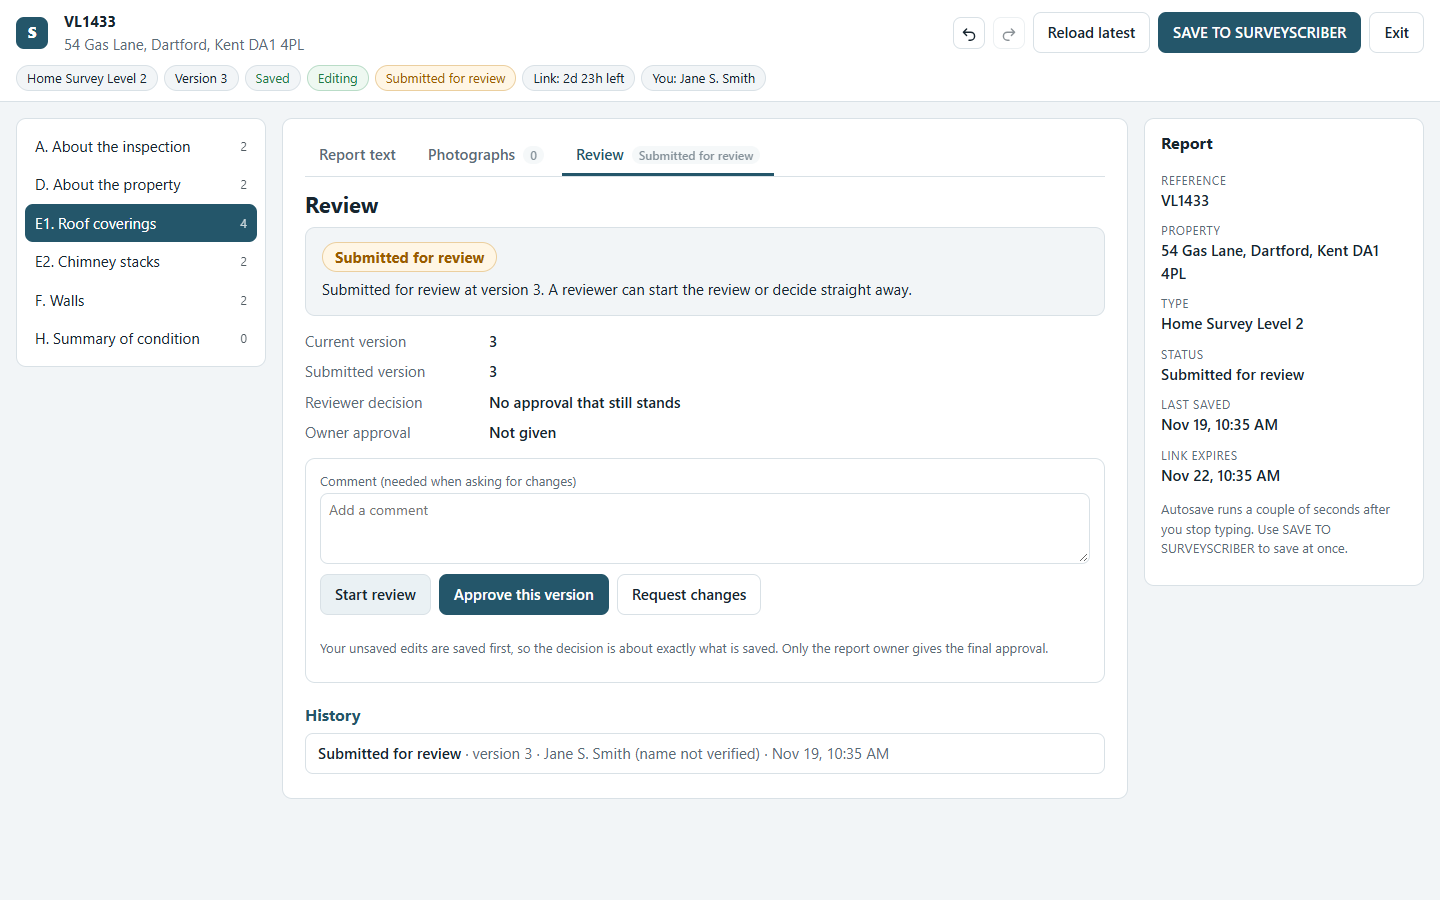 S
VL1433
54 Gas Lane, Dartford, Kent DA1 4PL
Reload latest
SAVE TO SURVEYSCRIBER
Exit
Home Survey Level 2
Version 3
Saved
Editing
Submitted for review
Link: 2d 23h left
You: Jane S. Smith
A. About the inspection 2
D. About the property 2
E1. Roof coverings 4
E2. Chimney stacks 2
F. Walls 2
H. Summary of condition 0
Report text
Photographs 0
Review Submitted for review
Review
Submitted for review
Submitted for review at version 3. A reviewer can start the review or decide straight away.
Current version 3
Submitted version 3
Reviewer decision No approval that still stands
Owner approval Not given
Comment (needed when asking for changes)
Add a comment
Start review
Approve this version
Request changes
Your unsaved edits are saved first, so the decision is about exactly what is saved. Only the report owner gives the final approval.
History
Submitted for review · version 3 · Jane S. Smith (name not verified) · Nov 19, 10:35 AM
Report
REFERENCE
VL1433
PROPERTY
54 Gas Lane, Dartford, Kent DA1
4PL
TYPE
Home Survey Level 2
STATUS
Submitted for review
LAST SAVED
Nov 19, 10:35 AM
LINK EXPIRES
Nov 22, 10:35 AM
Autosave runs a couple of seconds after
you stop typing. Use SAVE TO
SURVEYSCRIBER to save at once.